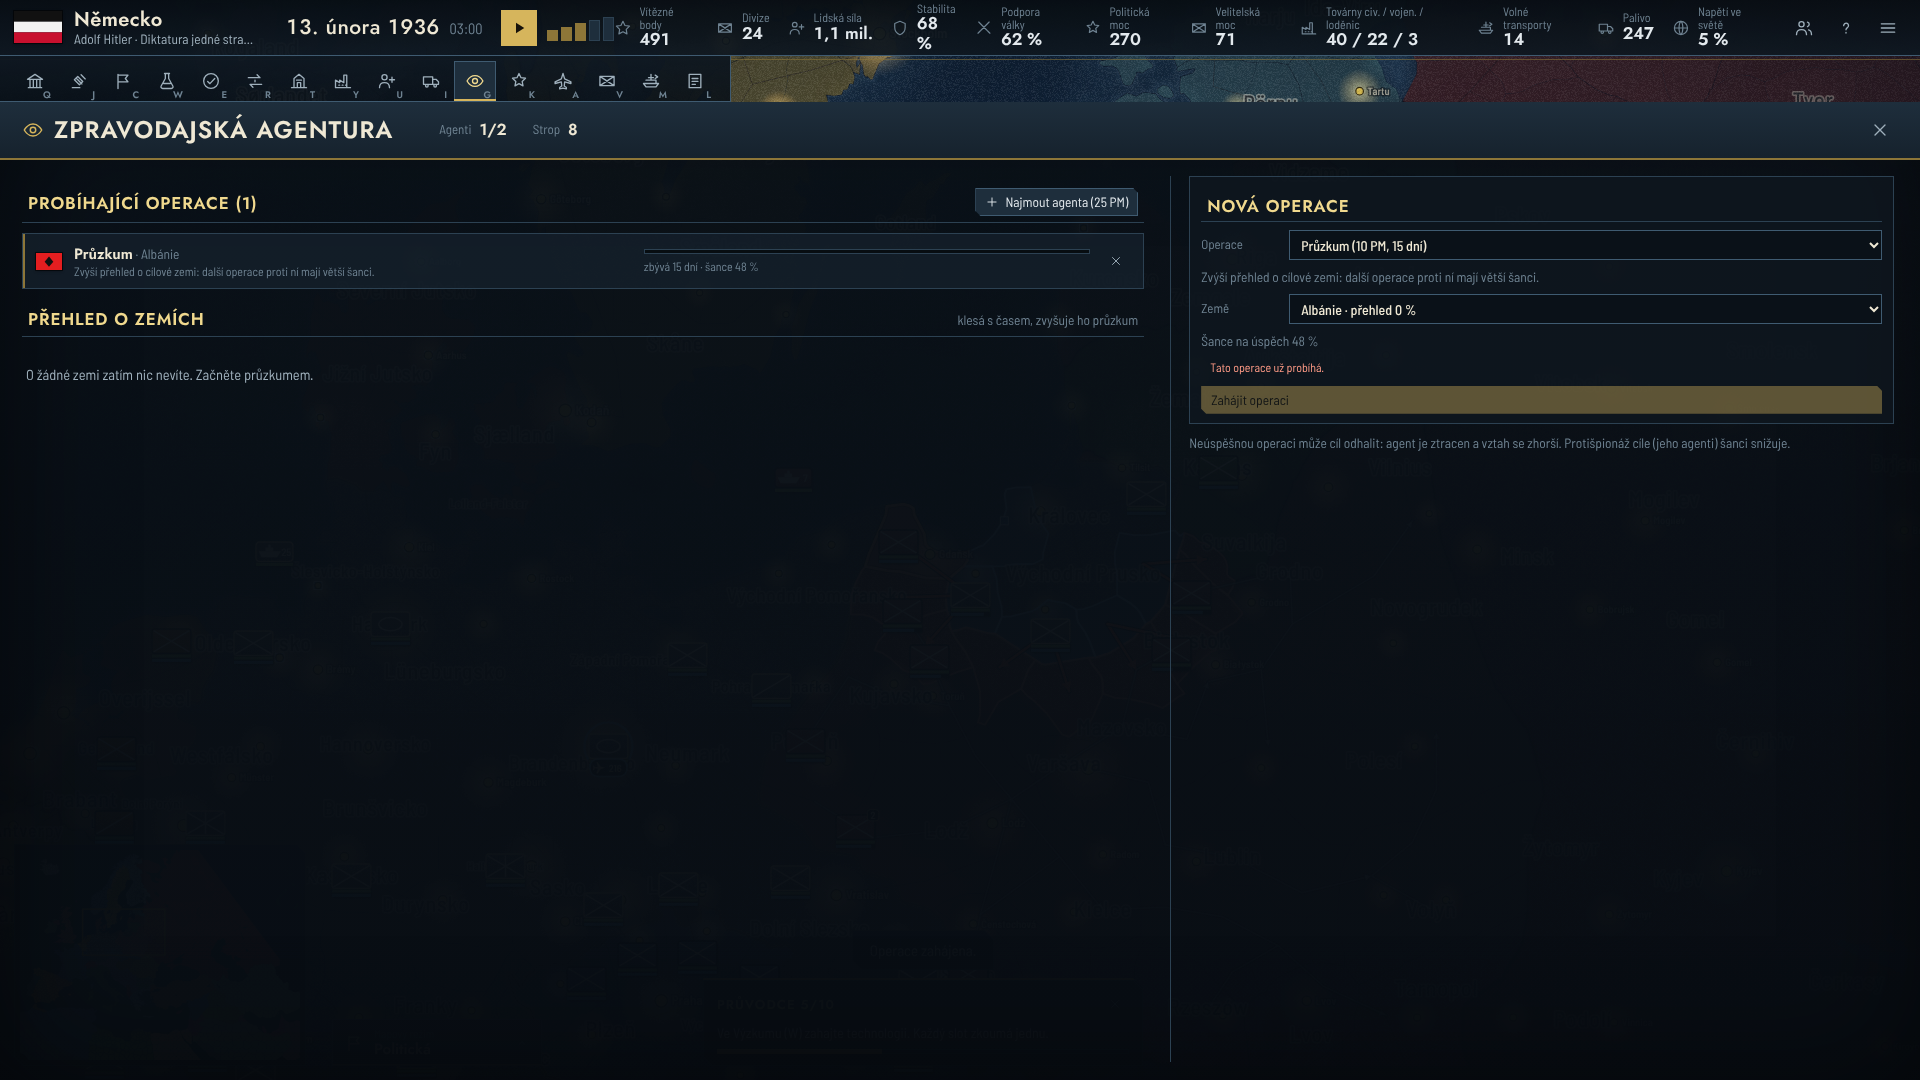 Německo
Adolf Hitler · Diktatura jedné stra...
13. února 1936 03:00
Vítězné body 491
Divize 24
Lidská síla 1,1 mil.
Stabilita 68 %
Podpora války 62 %
Politická moc 270
Velitelská moc 71
Továrny civ. / vojen. / loděnic 40 / 22 / 3
Volné transporty 14
Palivo 247
Napětí ve světě 5 %
?
Q J C W E R T Y U I G K A V M L
Tartu
ZPRAVODAJSKÁ AGENTURA
Agenti 1/2 Strop 8
PROBÍHAJÍCÍ OPERACE (1)
Najmout agenta (25 PM)
Průzkum · Albánie
Zvýší přehled o cílové zemi: další operace proti ní mají větší šanci.
zbývá 15 dní · šance 48 %
PŘEHLED O ZEMÍCH
klesá s časem, zvyšuje ho průzkum
O žádné zemi zatím nic nevíte. Začněte průzkumem.
NOVÁ OPERACE
Operace Průzkum (10 PM, 15 dní)
Zvýší přehled o cílové zemi: další operace proti ní mají větší šanci.
Země Albánie · přehled 0 %
Šance na úspěch 48 %
Tato operace už probíhá.
Zahájit operaci
Neúspěšnou operaci může cíl odhalit: agent je ztracen a vztah se zhorší. Protišpionáž cíle (jeho agenti) šanci snižuje.